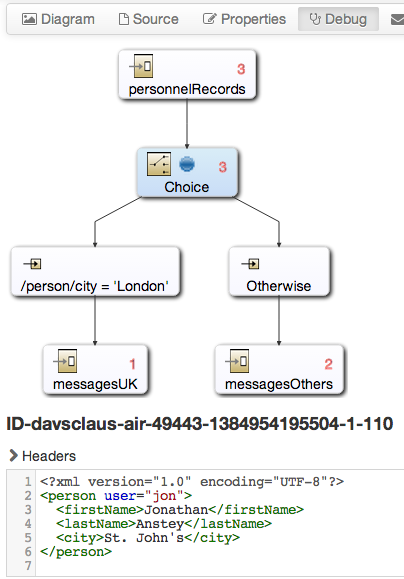 Diagram Source Properties Debug
3
personnelRecords
3
Choice
/person/city = 'London' Otherwise
1 2
messagesUK messagesOthers
ID-davsclaus-air-49443-1384954195504-1-110
Headers
1 <?xml version="1.0" encoding="UTF-8"?>
2 <person user="jon">
3 <firstName>Jonathan</firstName>
4 <lastName>Anstey</lastName>
5 <city>St. John's</city>
6 </person>
7